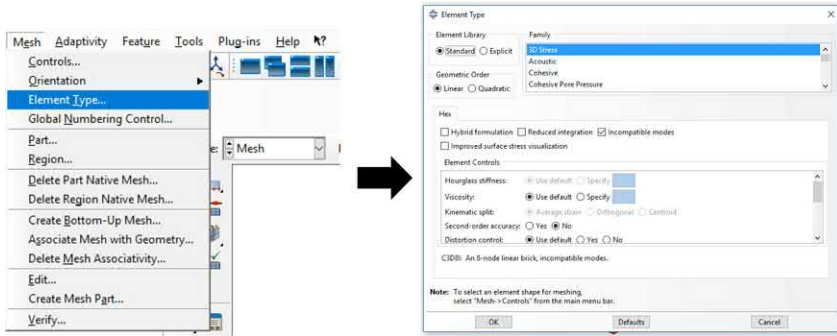 Mesh Adaptivity Feature Tools Plug-ins Help
Controls...
Orientation
Element Type...
Global Numbering Control...
Part...
Region...
Delete Part Native Mesh...
Delete Region Native Mesh...
Create Bottom-Up Mesh...
Associate Mesh with Geometry...
Delete Mesh Associativity...
Edit...
Create Mesh Part...
Verify...
e: Mesh
Element Type
Element Library
Standard Explicit
Geometric Order
Linear Quadratic
Family
3D Stress
Acoustic
Cohesive
Cohesive Pore Pressure
Hex
Hybrid formulation Reduced integration Incompatible modes
Improved surface stress visualization
Element Controls
Hourglass stiffness: Use default Specify
Viscosity: Use default Specify
Kinematic split: Average strain Orthogonal Centroid
Second-order accuracy: Yes No
Distortion control: Use default Yes No
C3D8I: An 8-node linear brick, incompatible modes.
Note: To select an element shape for meshing,
select "Mesh->Controls" from the main menu bar.
OK Defaults Cancel